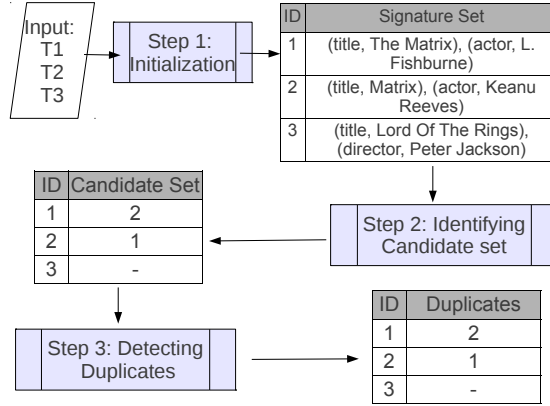 Input:
T1
T2
T3
Step 1:
Initialization
ID Signature Set
1 (title, The Matrix), (actor, L.
Fishburne)
2 (title, Matrix), (actor, Keanu
Reeves)
3 (title, Lord Of The Rings),
(director, Peter Jackson)
Step 2: Identifying
Candidate set
ID Candidate Set
1 2
2 1
3 -
Step 3: Detecting
Duplicates
ID Duplicates
1 2
2 1
3 -